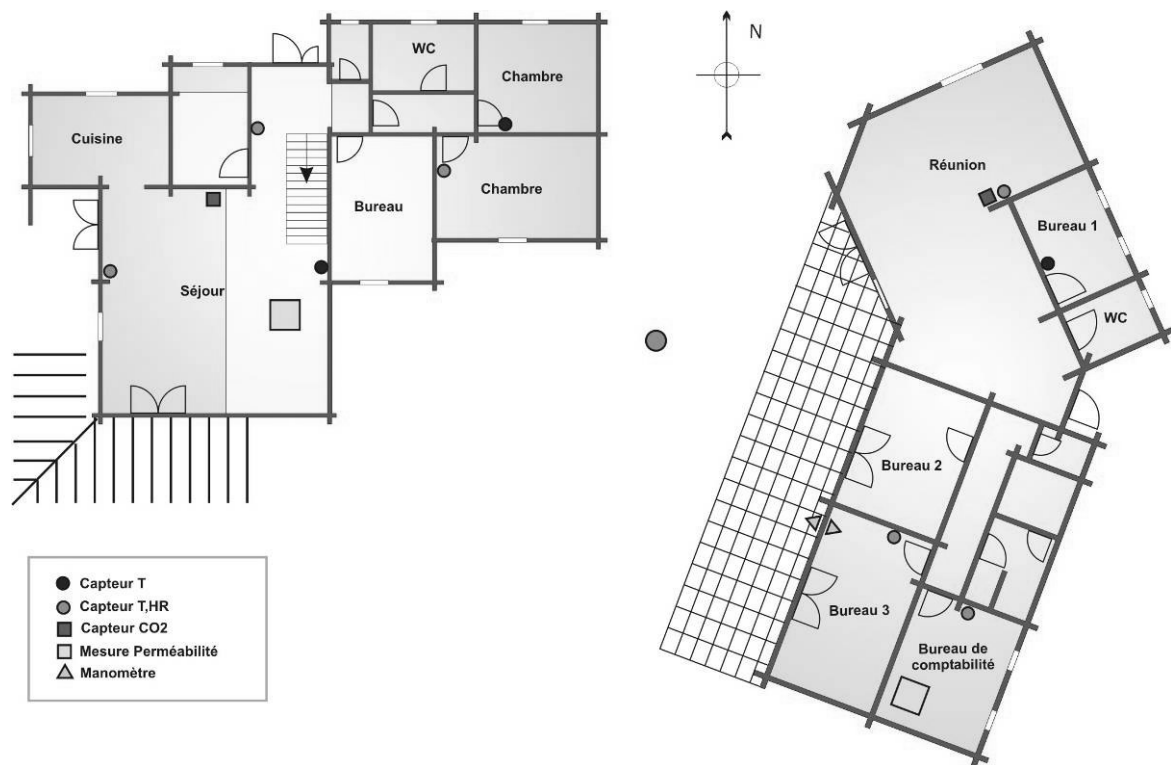 WC
Chambre
Cuisine
Chambre
Bureau
Séjour
N
Réunion
Bureau 1
WC
Bureau 2
Bureau 3
Bureau de
comptabilité
Capteur T
Capteur T,HR
Capteur CO2
Mesure Perméabilité
Manomètre